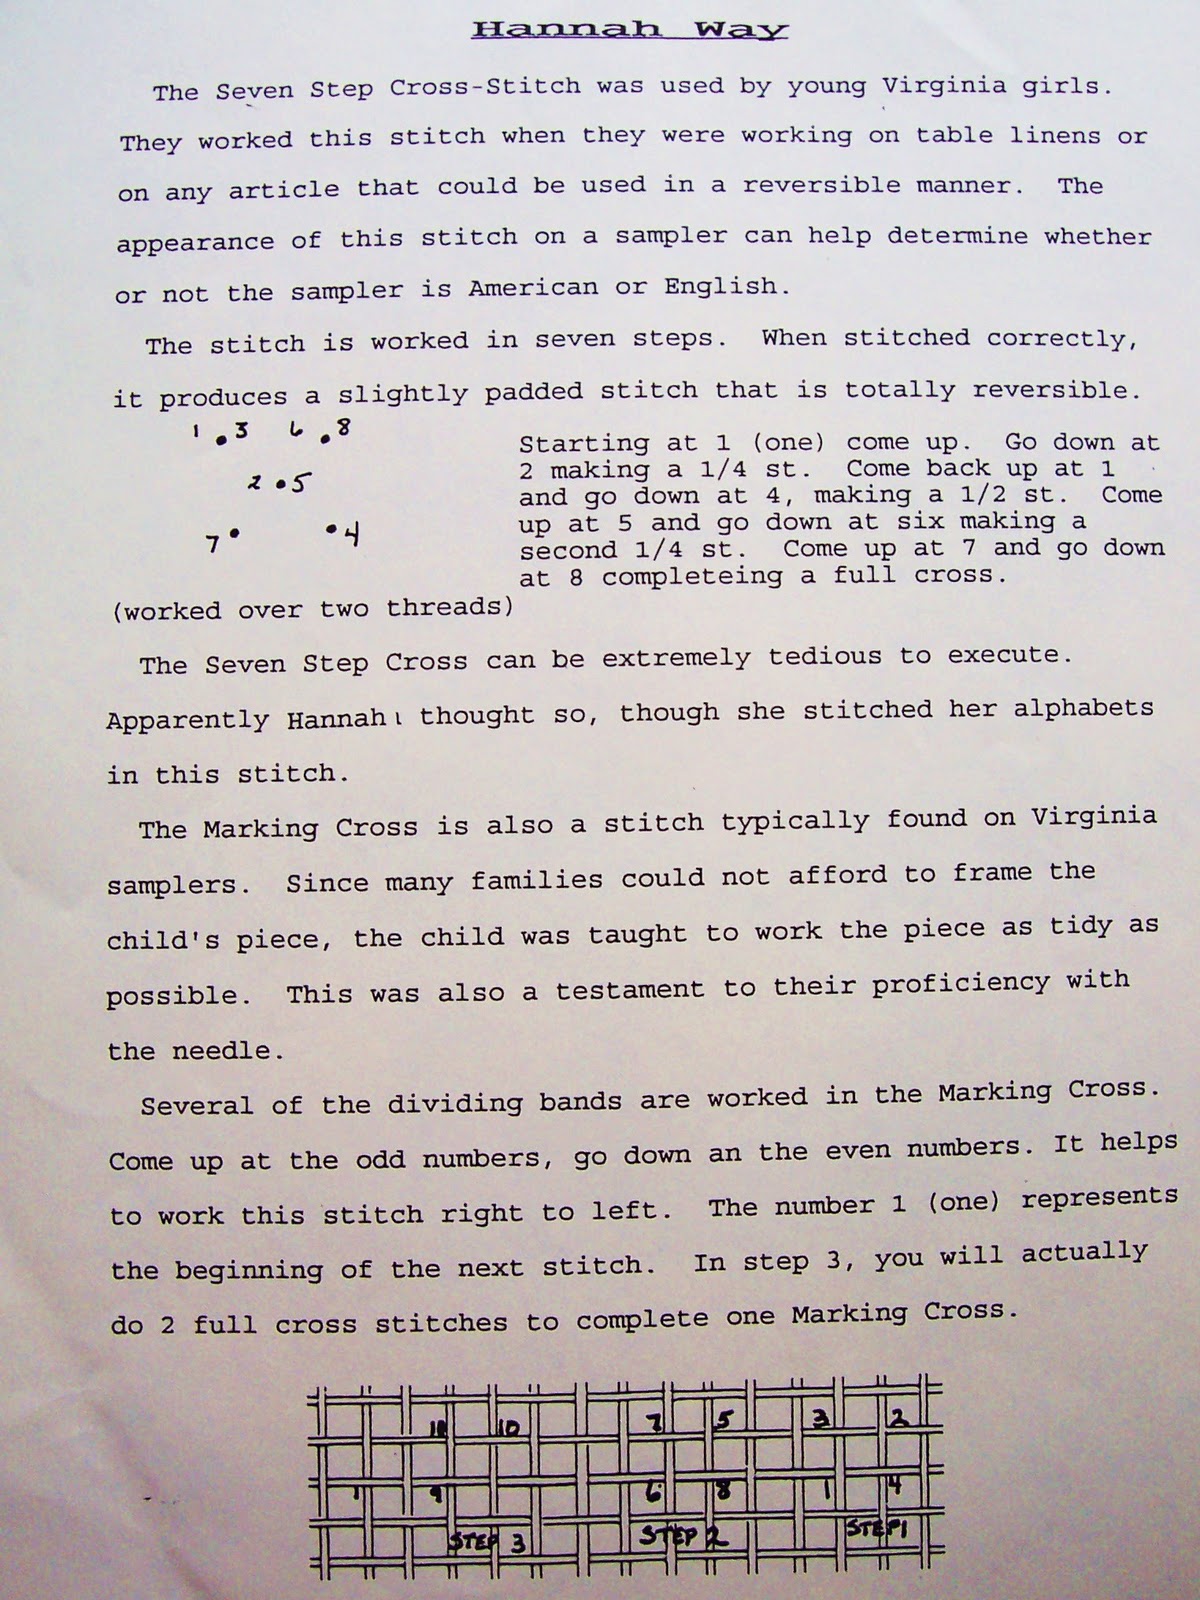 Hannah Way
The Seven Step Cross-Stitch was used by young Virginia girls.
They worked this stitch when they were working on table linens or
on any article that could be used in a reversible manner. The
appearance of this stitch on a sampler can help determine whether
or not the sampler is American or English.
The stitch is worked in seven steps. When stitched correctly,
it produces a slightly padded stitch that is totally reversible.
1 . 3 6 . 8
2 . 5
7 . . 4
Starting at 1 (one) come up. Go down at
2 making a 1/4 st. Come back up at 1
and go down at 4, making a 1/2 st. Come
up at 5 and go down at six making a
second 1/4 st. Come up at 7 and go down
at 8 completeing a full cross.
(worked over two threads)
The Seven Step Cross can be extremely tedious to execute.
Apparently Hannah thought so, though she stitched her alphabets
in this stitch.
The Marking Cross is also a stitch typically found on Virginia
samplers. Since many families could not afford to frame the
child's piece, the child was taught to work the piece as tidy as
possible. This was also a testament to their proficiency with
the needle.
Several of the dividing bands are worked in the Marking Cross.
Come up at the odd numbers, go down an the even numbers. It helps
to work this stitch right to left. The number 1 (one) represents
the beginning of the next stitch. In step 3, you will actually
do 2 full cross stitches to complete one Marking Cross.
10 7 5 3 2
1 9 6 8 1 4
STEP 3 STEP 2 STEP 1